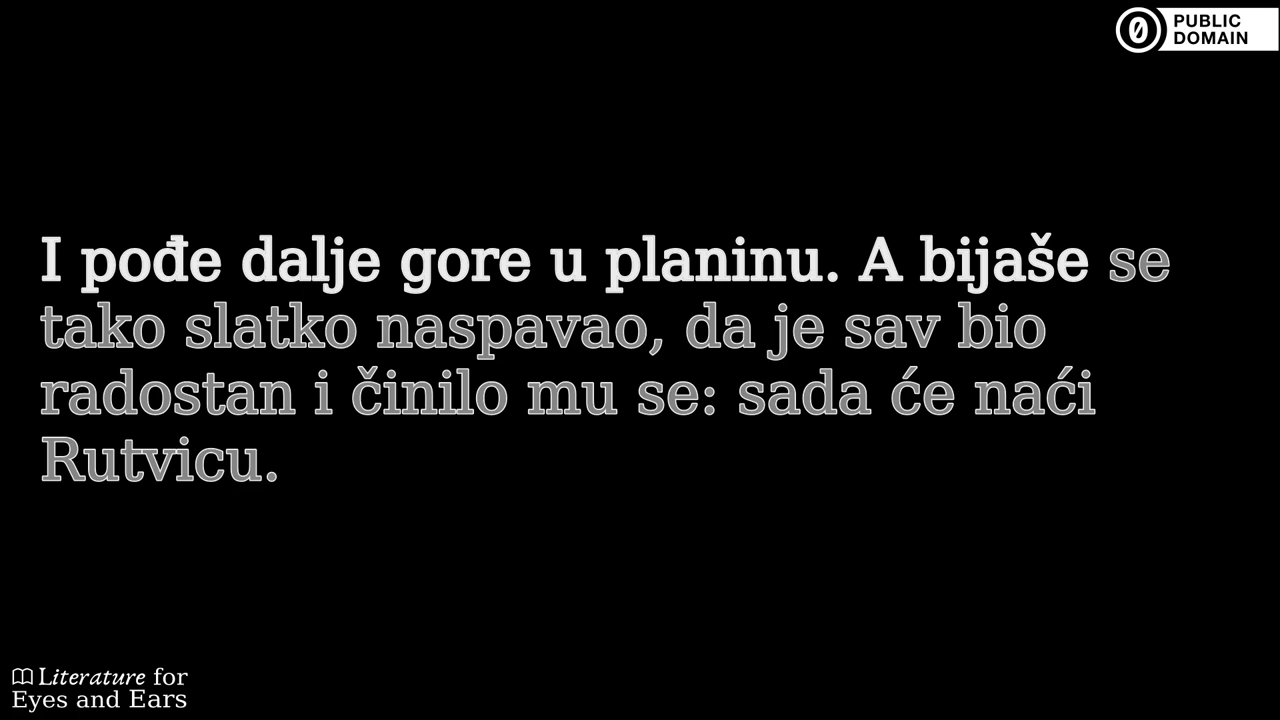 PUBLIC
DOMAIN
I pođe dalje gore u planinu. A bijaše se
tako slatko naspavao, da je sav bio
radostan i činilo mu se: sada će naći
Rutvicu.
Literature for
Eyes and Ears